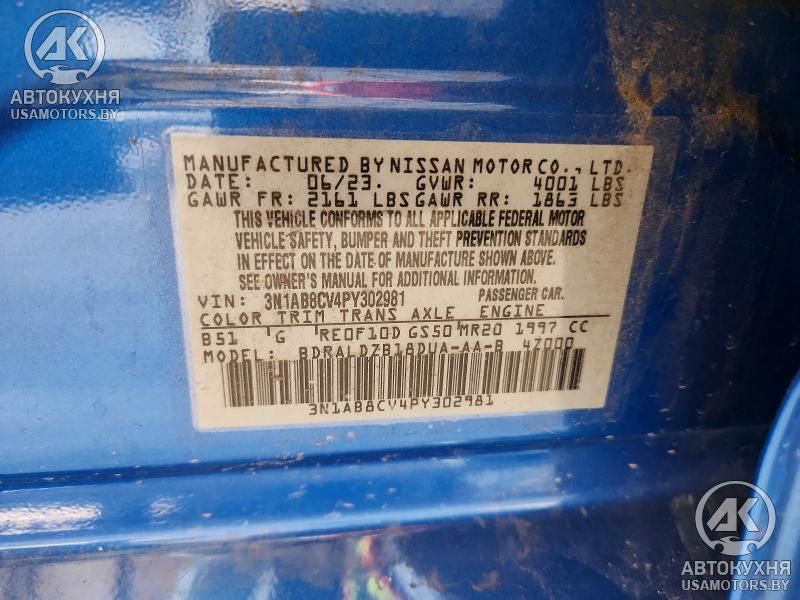 AK
АВТОКУХНЯ
USAMOTORS.BY
MANUFACTURED BY NISSAN MOTOR CO., LTD.
DATE: 06/23. GVWR: 4001 LBS
GAWR FR: 2161 LBS GAWR RR: 1863 LBS
THIS VEHICLE CONFORMS TO ALL APPLICABLE FEDERAL MOTOR
VEHICLE SAFETY, BUMPER AND THEFT PREVENTION STANDARDS
IN EFFECT ON THE DATE OF MANUFACTURE SHOWN ABOVE.
SEE OWNER'S MANUAL FOR ADDITIONAL INFORMATION.
VIN: 3N1AB8CV4PY302981 PASSENGER CAR.
COLOR TRIM TRANS AXLE ENGINE
B51 G RE0F10D GS50 MR20 1997 CC
MODEL: BDRALDZB18DUA-AA-B 4Z000
3N1AB8CV4PY302981
AK
АВТОКУХНЯ
USAMOTORS.BY